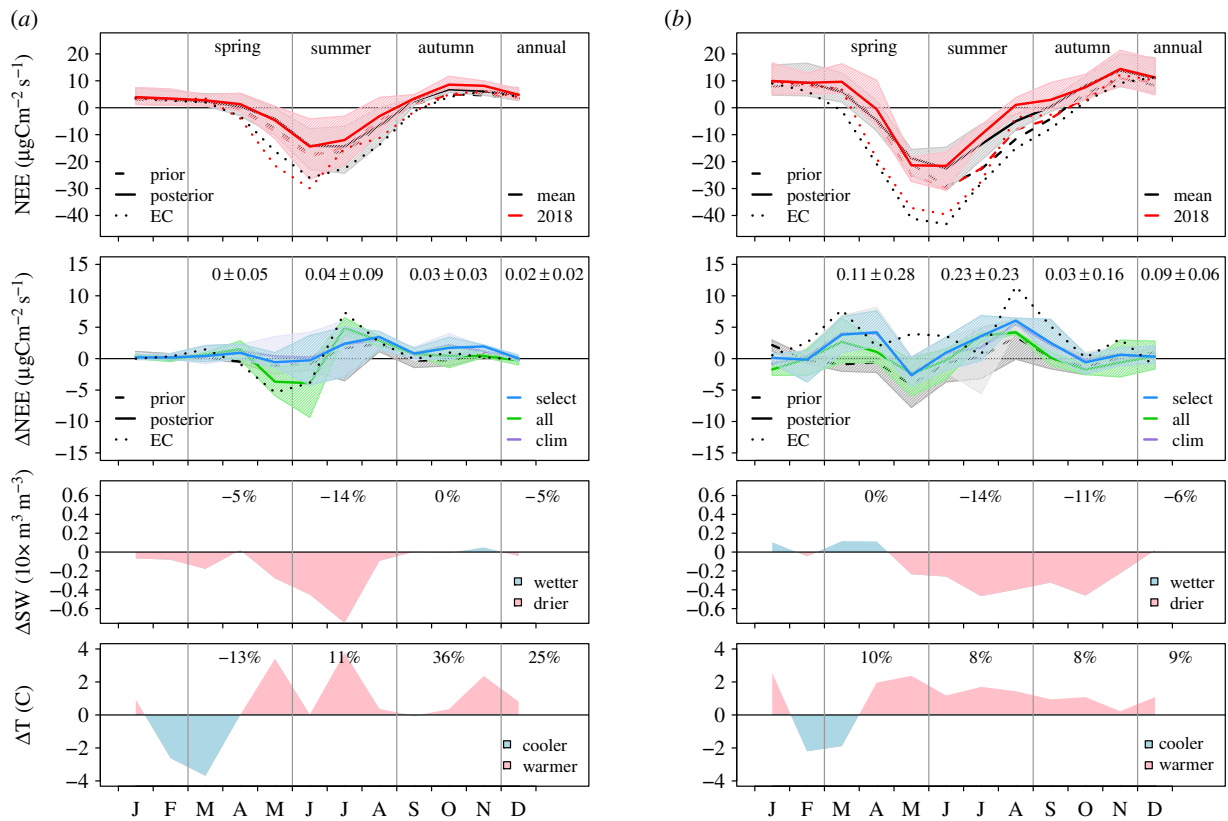 (a)
NEE (µgCm−2 s−1)
20
10
0
−10
−20
−30
−40
spring summer autumn annual
prior
posterior
EC
mean
2018
ΔNEE (µgCm−2 s−1)
15
10
5
0
−5
−10
−15
0 ± 0.05 0.04 ± 0.09 0.03 ± 0.03 0.02 ± 0.02
prior
posterior
EC
select
all
clim
ΔSW (10× m3 m−3)
0.6
0.4
0.2
0
−0.2
−0.4
−0.6
−5% −14% 0% −5%
wetter
drier
ΔT (C)
4
2
0
−2
−4
−13% 11% 36% 25%
cooler
warmer
J F M A M J J A S O N D
(b)
20
10
0
−10
−20
−30
−40
spring summer autumn annual
prior
posterior
EC
mean
2018
15
10
5
0
−5
−10
−15
0.11 ± 0.28 0.23 ± 0.23 0.03 ± 0.16 0.09 ± 0.06
prior
posterior
EC
select
all
clim
0.6
0.4
0.2
0
−0.2
−0.4
−0.6
0% −14% −11% −6%
wetter
drier
4
2
0
−2
−4
10% 8% 8% 9%
cooler
warmer
J F M A M J J A S O N D